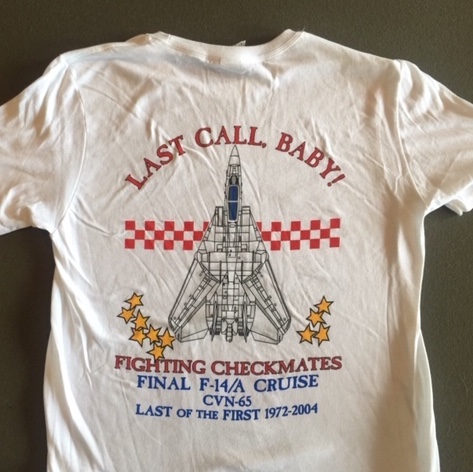 LAST CALL, BABY!
FIGHTING CHECKMATES
FINAL F-14/A CRUISE
CVN-65
LAST OF THE FIRST 1972-2004